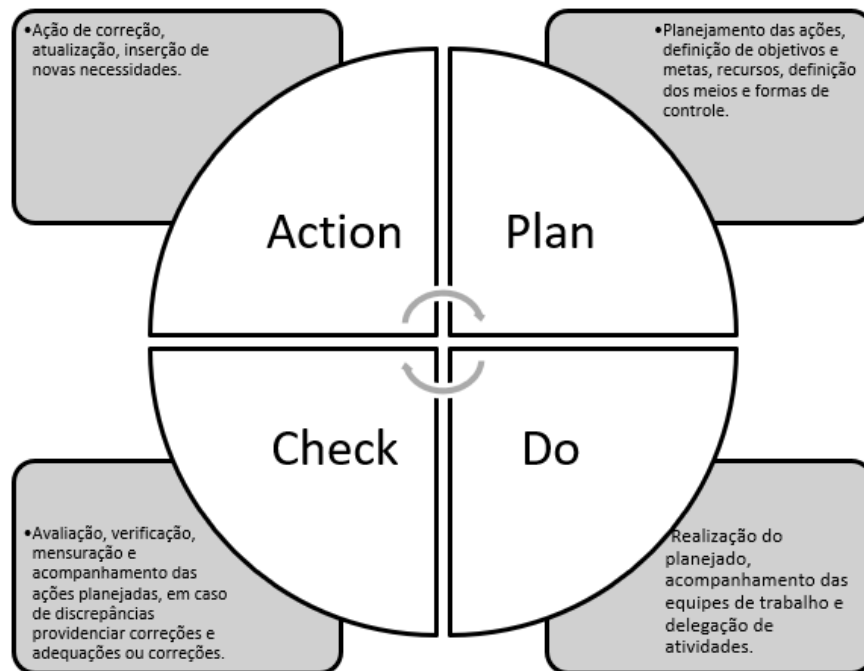 •Ação de correção,
atualização, inserção de
novas necessidades.
•Planejamento das ações,
definição de objetivos e
metas, recursos, definição
dos meios e formas de
controle.
Action
Plan
Check
Do
•Avaliação, verificação,
mensuração e
acompanhamento das
ações planejadas, em caso
de discrepâncias
providenciar correções e
adequações ou correções.
Realização do
planejado,
acompanhamento das
equipes de trabalho e
delegação de
atividades.